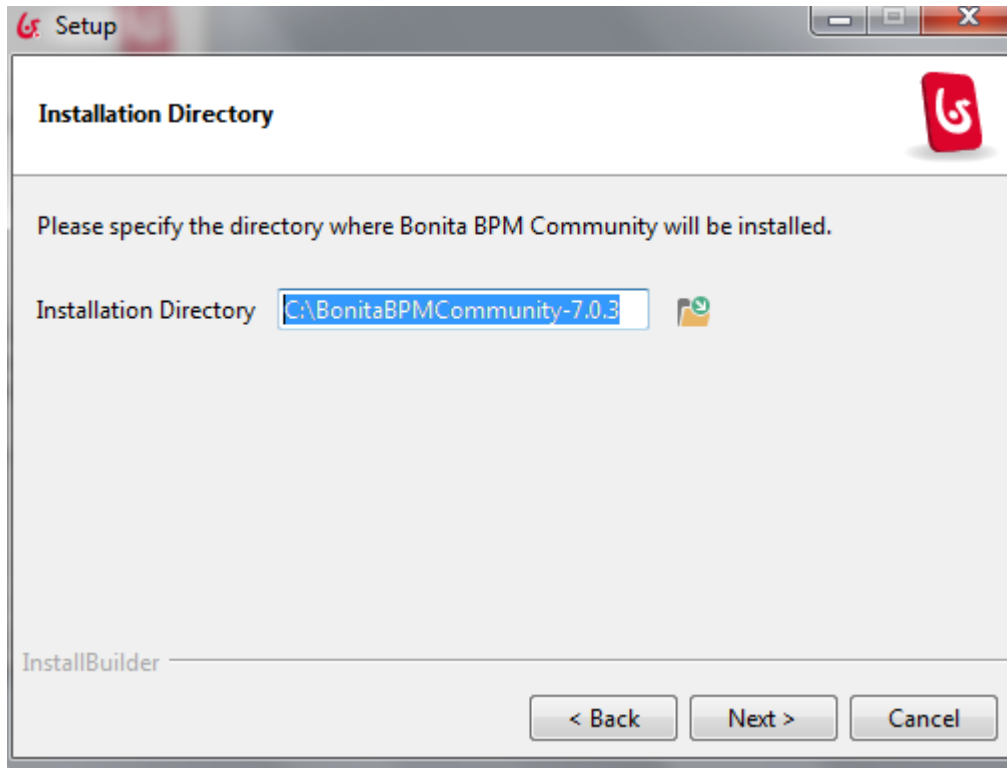 Setup
Installation Directory
Please specify the directory where Bonita BPM Community will be installed.
Installation Directory C:\BonitaBPMCommunity-7.0.3
InstallBuilder
< Back Next > Cancel